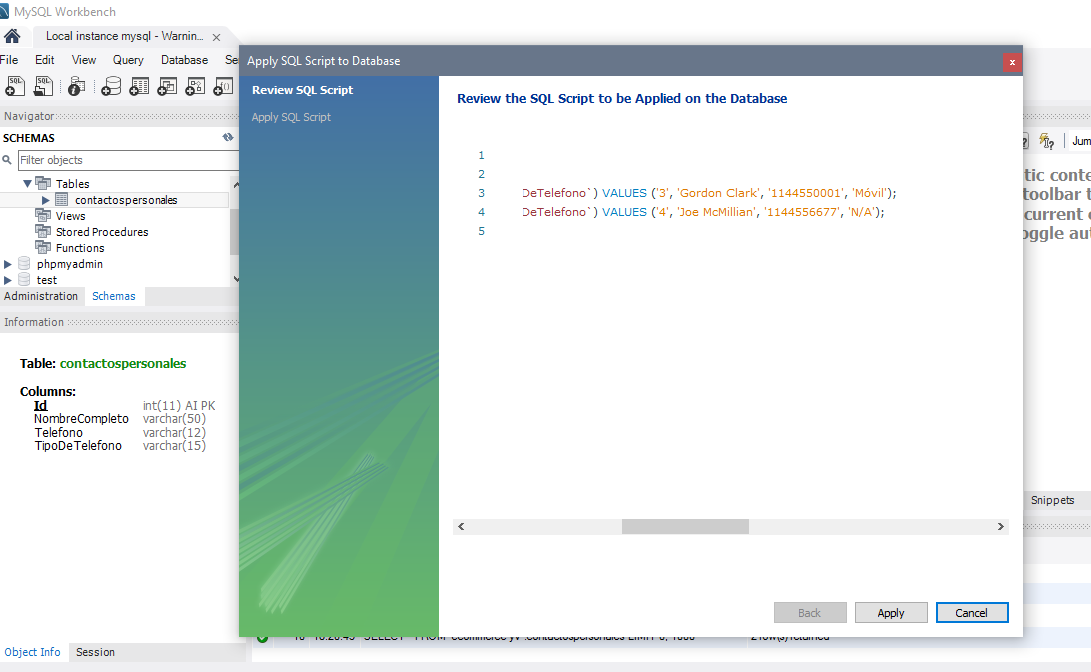 MySQL Workbench
Local instance mysql - Warnin... ×
File Edit View Query Database Se
Navigator
SCHEMAS
Filter objects
Tables
contactospersonales
Views
Stored Procedures
Functions
phpmyadmin
test
Administration Schemas
Information
Table: contactospersonales
Columns:
Id int(11) AI PK
NombreCompleto varchar(50)
Telefono varchar(12)
TipoDeTelefono varchar(15)
Object Info Session
Apply SQL Script to Database x
Review SQL Script
Apply SQL Script
Review the SQL Script to be Applied on the Database
1
2
3 DeTelefono`) VALUES ('3', 'Gordon Clark', '1144550001', 'Móvil');
4 DeTelefono`) VALUES ('4', 'Joe McMillian', '1144556677', 'N/A');
5
Back Apply Cancel
Jum
tic conte
toolbar t
current c
oggle aut
Snippets